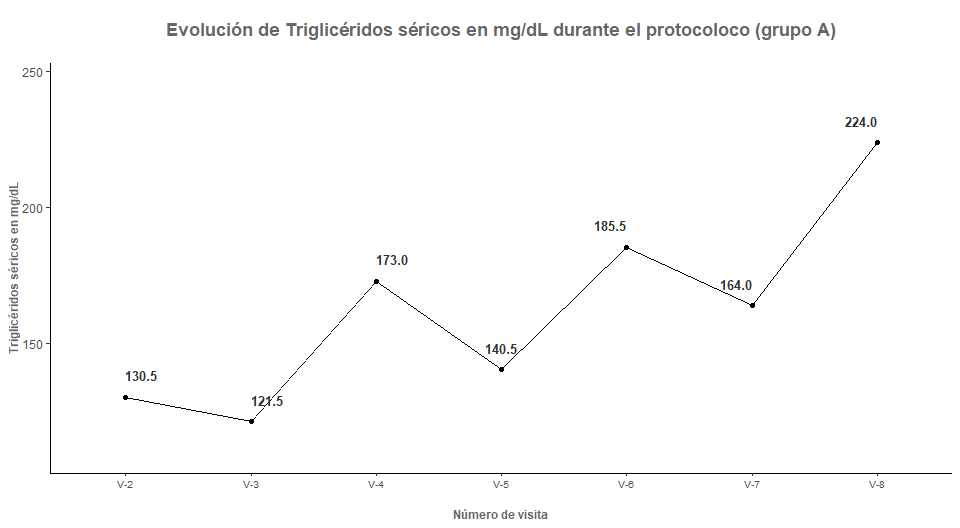 Evolución de Triglicéridos séricos en mg/dL durante el protocoloco (grupo A)
Triglicéridos séricos en mg/dL
250
200
150
224.0
185.5
173.0
164.0
140.5
130.5
121.5
V-2 V-3 V-4 V-5 V-6 V-7 V-8
Número de visita